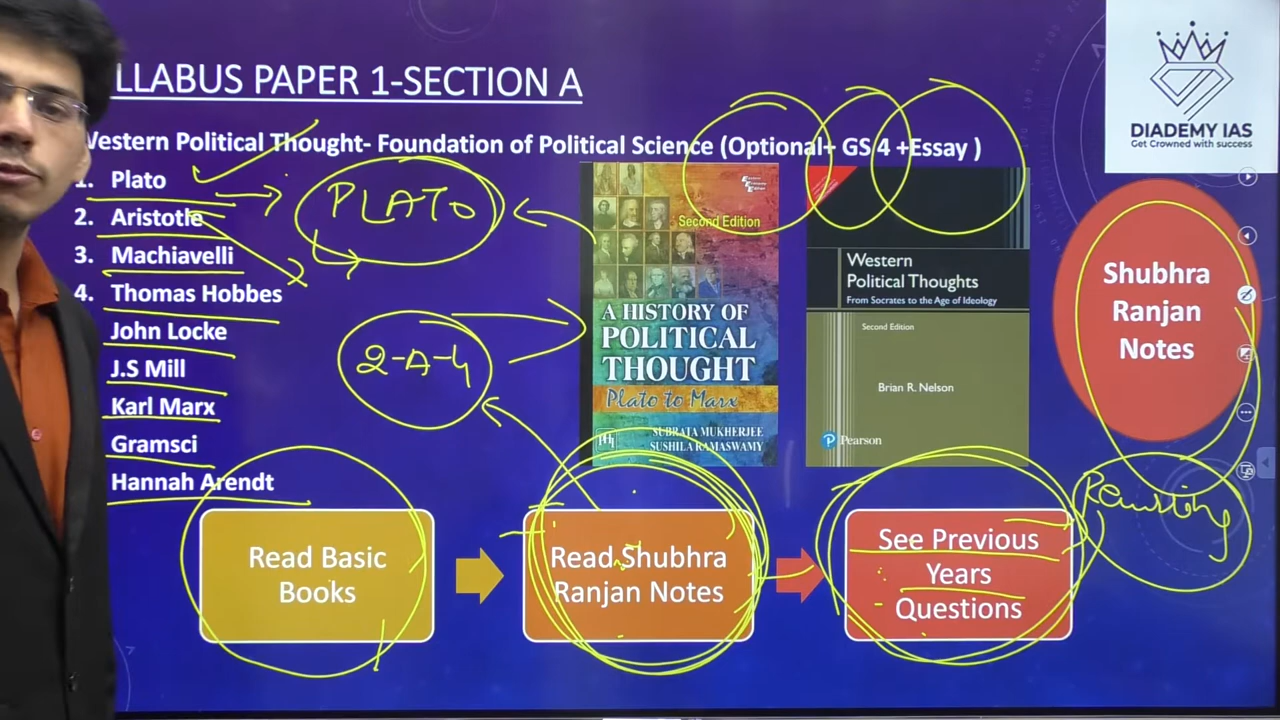 LLABUS PAPER 1-SECTION A
Western Political Thought- Foundation of Political Science (Optional+ GS 4 +Essay )
1. Plato
2. Aristotle
3. Machiavelli
4. Thomas Hobbes
John Locke
J.S Mill
Karl Marx
Gramsci
Hannah Arendt
PLATO
2-A-4
Second Edition
A HISTORY OF
POLITICAL
THOUGHT
Plato to Marx
SUBRATA MUKHERJEE
SUSHILA RAMASWAMY
PHI
Western
Political Thoughts
From Socrates to the Age of Ideology
Second Edition
Brian R. Nelson
Pearson
DIADEMY IAS
Get Crowned with success
Shubhra
Ranjan
Notes
Read Basic
Books
Read Shubhra
Ranjan Notes
See Previous
Years
Questions